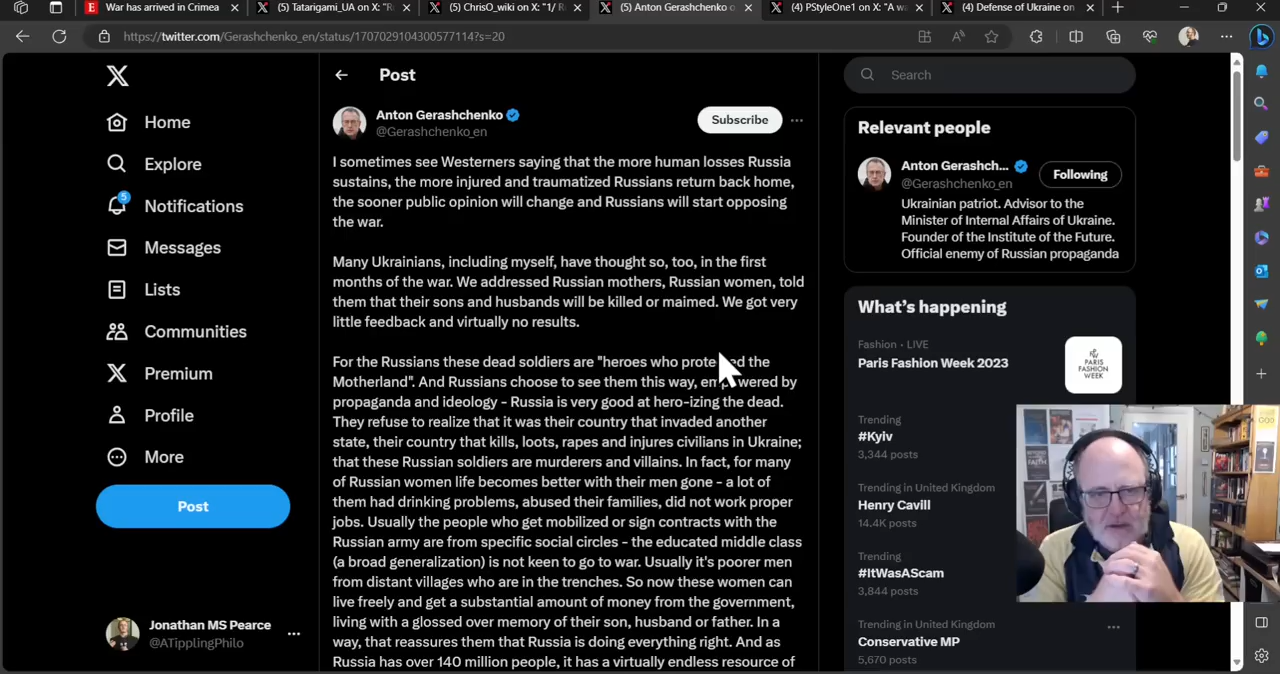 War has arrived in Crimea
(5) Tatarigami_UA on X: "Ru
(5) ChrisO_wiki on X: "1/ R
(5) Anton Gerashchenko o
(4) PStyleOne1 on X: "A wa
(4) Defense of Ukraine on
https://twitter.com/Gerashchenko_en/status/1707029104300577114?s=20
Home
Explore
5
Notifications
Messages
Lists
Communities
Premium
Profile
More
Post
Jonathan MS Pearce
@ATipplingPhilo
Post
Anton Gerashchenko
@Gerashchenko_en
Subscribe
I sometimes see Westerners saying that the more human losses Russia
sustains, the more injured and traumatized Russians return back home,
the sooner public opinion will change and Russians will start opposing
the war.
Many Ukrainians, including myself, have thought so, too, in the first
months of the war. We addressed Russian mothers, Russian women, told
them that their sons and husbands will be killed or maimed. We got very
little feedback and virtually no results.
For the Russians these dead soldiers are "heroes who prote ed the
Motherland". And Russians choose to see them this way, em owered by
propaganda and ideology - Russia is very good at hero-izing the dead.
They refuse to realize that it was their country that invaded another
state, their country that kills, loots, rapes and injures civilians in Ukraine;
that these Russian soldiers are murderers and villains. In fact, for many
of Russian women life becomes better with their men gone - a lot of
them had drinking problems, abused their families, did not work proper
jobs. Usually the people who get mobilized or sign contracts with the
Russian army are from specific social circles - the educated middle class
(a broad generalization) is not keen to go to war. Usually it's poorer men
from distant villages who are in the trenches. So now these women can
live freely and get a substantial amount of money from the government,
living with a glossed over memory of their son, husband or father. In a
way, that reassures them that Russia is doing everything right. And as
Russia has over 140 million people, it has a virtually endless resource of
Search
Relevant people
Anton Gerashch...
@Gerashchenko_en
Following
Ukrainian patriot. Advisor to the
Minister of Internal Affairs of Ukraine.
Founder of the Institute of the Future.
Official enemy of Russian propaganda
What's happening
Fashion · LIVE
Paris Fashion Week 2023
PARIS
FASHION
WEEK
Trending
#Kyiv
3,344 posts
Trending in United Kingdom
Henry Cavill
14.4K posts
Trending
#ItWasAScam
3,844 posts
Trending in United Kingdom
Conservative MP
5,670 posts